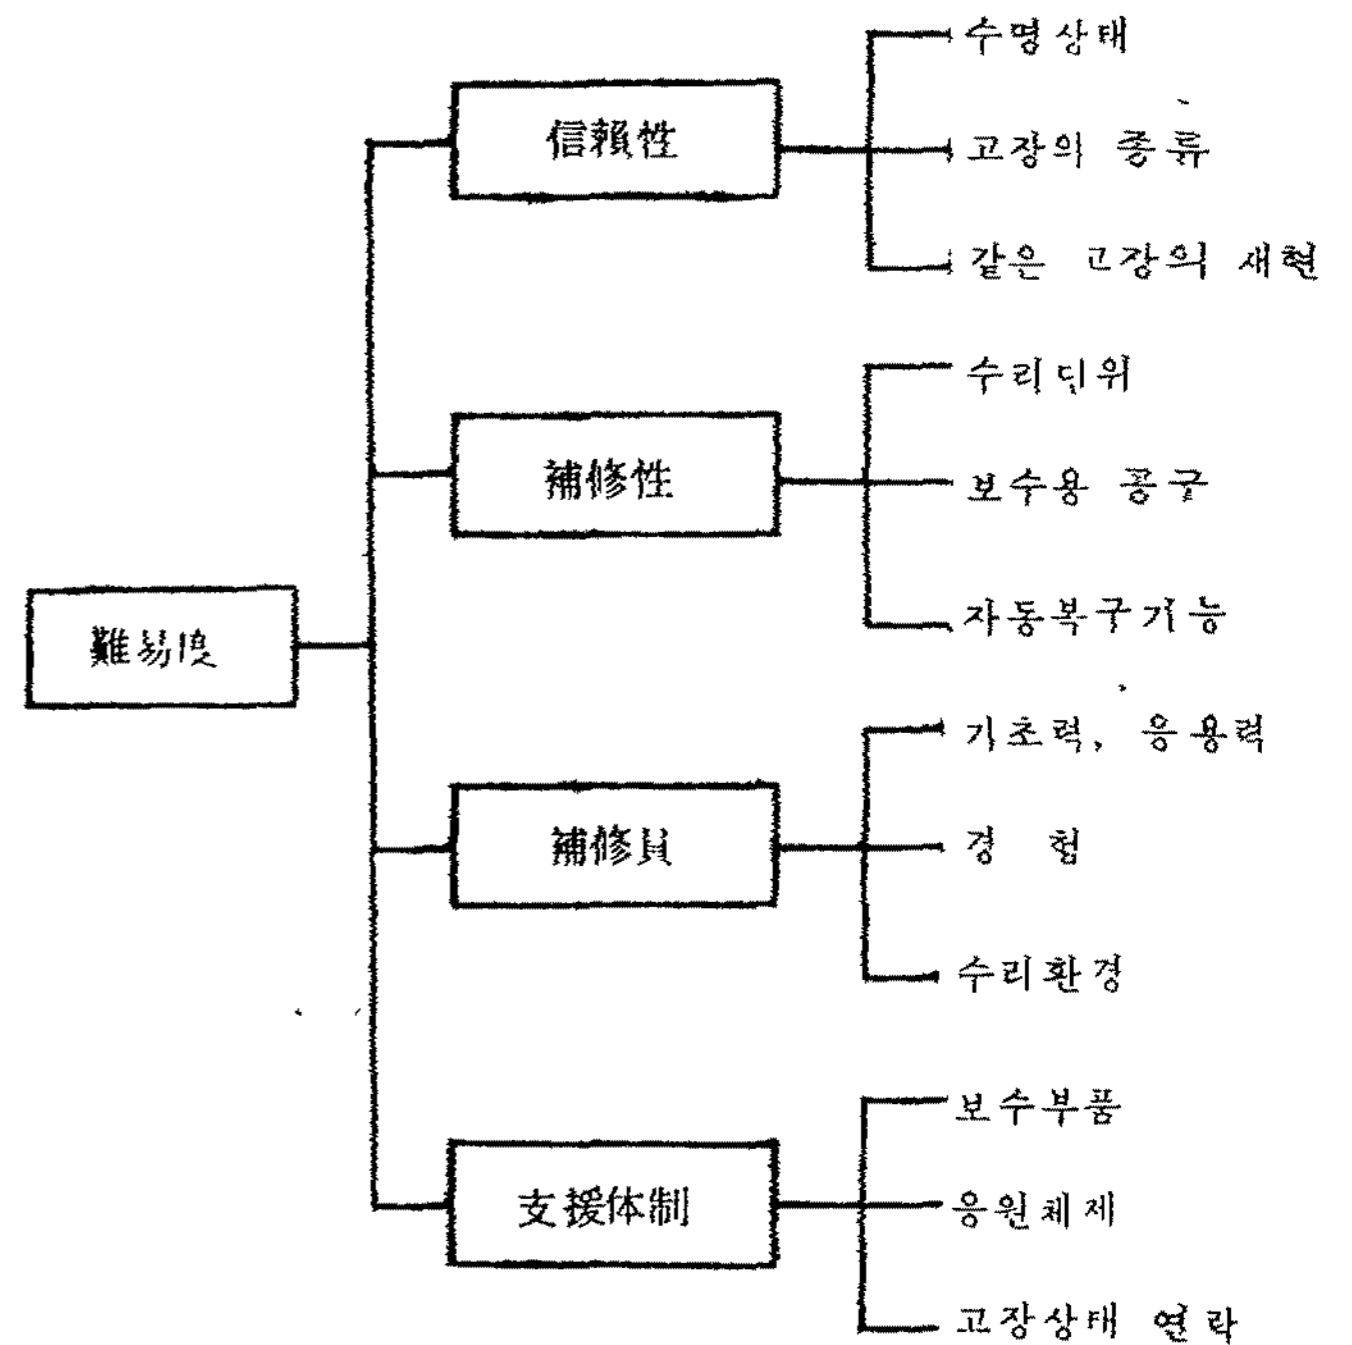 難易度
信賴性
수명상태
고장의 종류
같은 고장의 재현
補修性
수리단위
보수용 공구
자동복구기능
補修員
기초력, 응용력
경 험
수리환경
支援体制
보수부품
응원체제
고장상태 연락